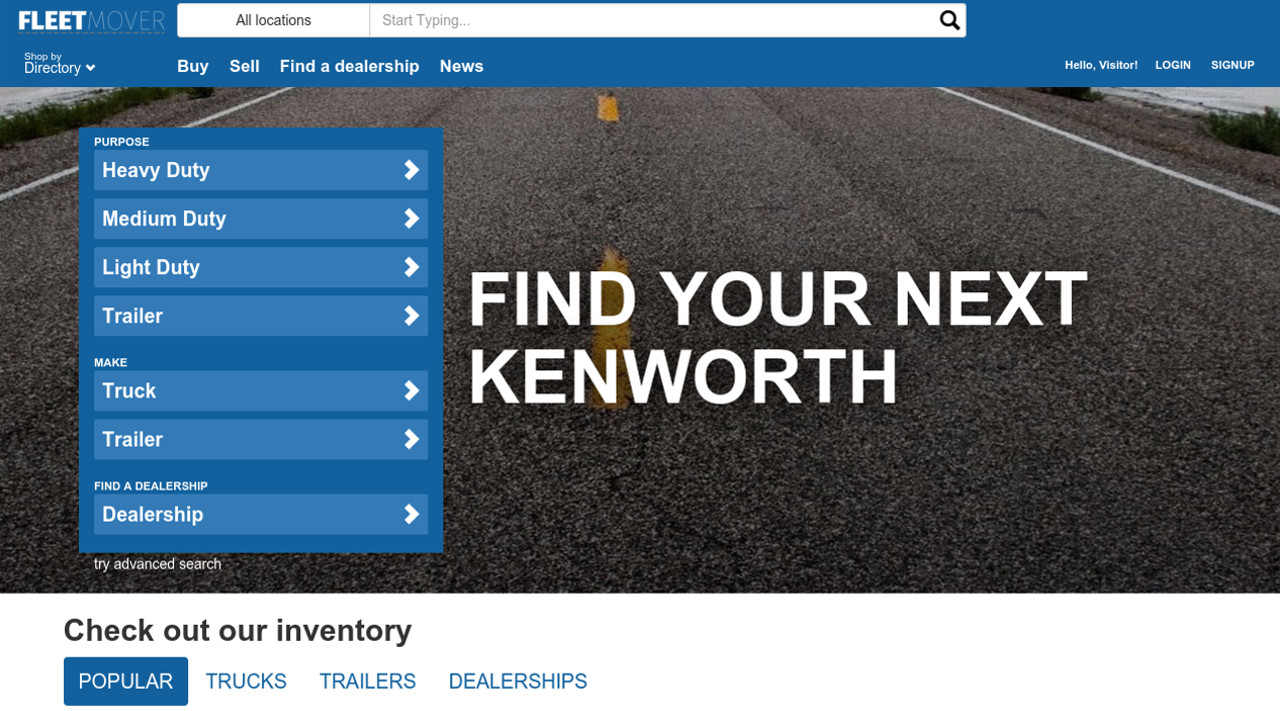 FLEETMOVER
All locations
Start Typing...
Shop by
Directory
Buy
Sell
Find a dealership
News
Hello, Visitor!
LOGIN
SIGNUP
PURPOSE
Heavy Duty
Medium Duty
Light Duty
Trailer
MAKE
Truck
Trailer
FIND A DEALERSHIP
Dealership
try advanced search
FIND YOUR NEXT
KENWORTH
Check out our inventory
POPULAR
TRUCKS
TRAILERS
DEALERSHIPS